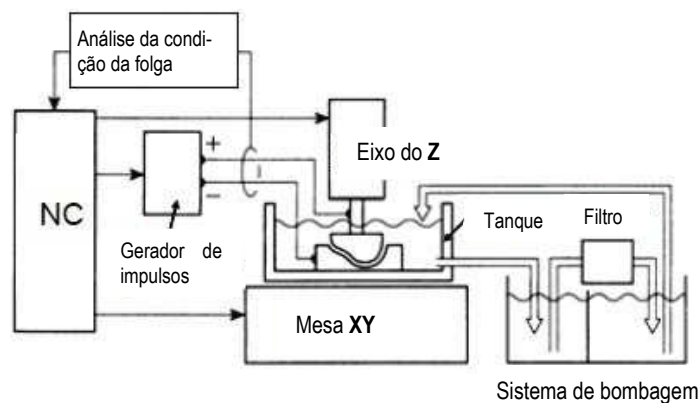 Análise da condi-
ção da folga
Eixo do Z
+
−
NC
Gerador de
impulsos
Tanque
Filtro
Mesa XY
Sistema de bombagem